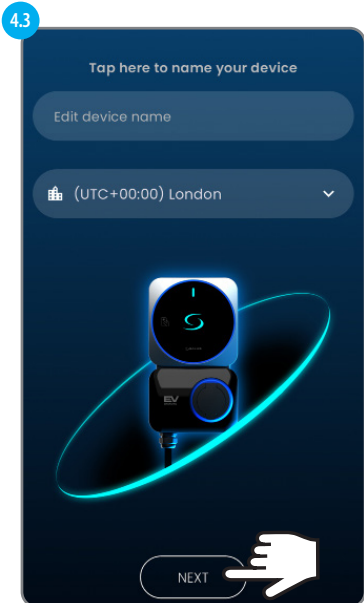 4.3
Tap here to name your device
Edit device name
(UTC+00:00) London
EV
NEXT